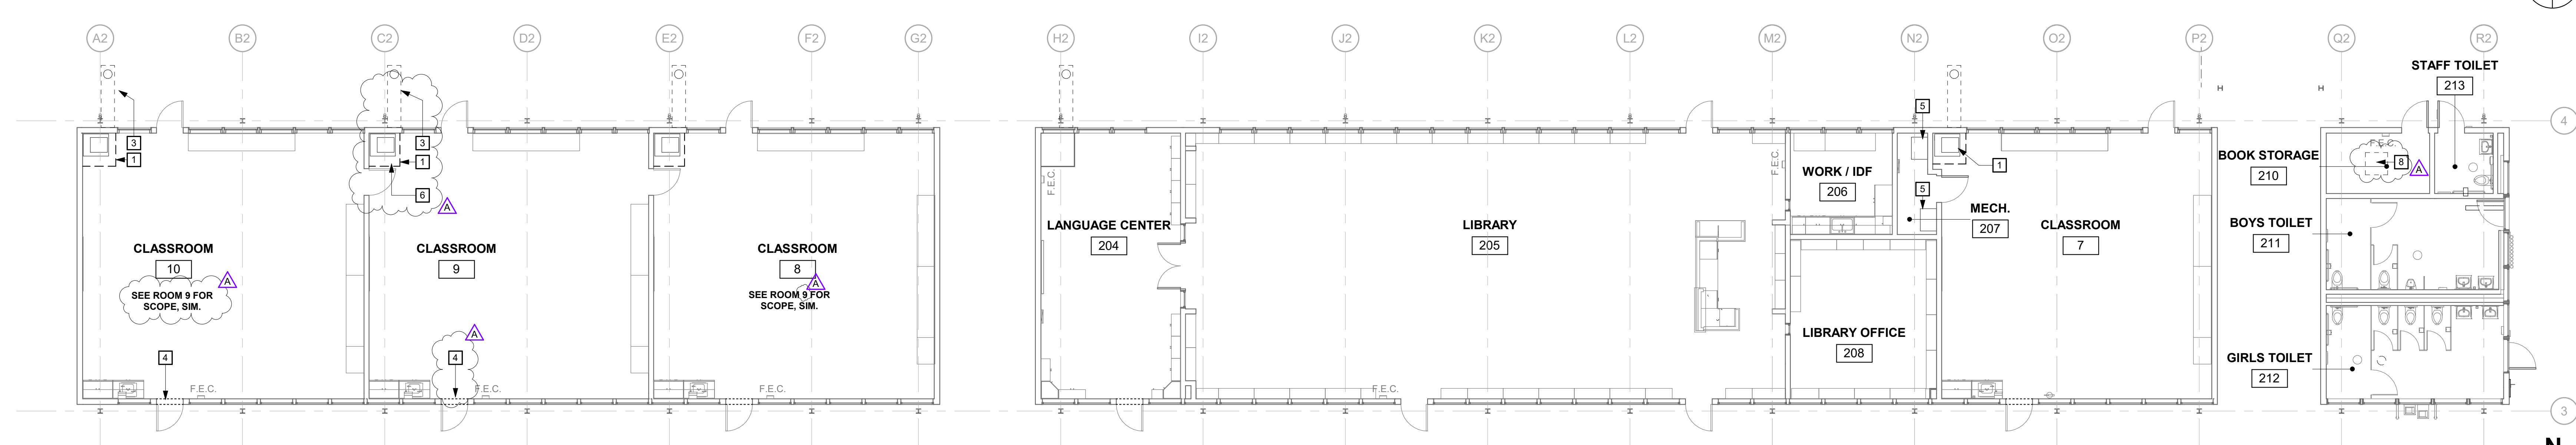 A2 B2 C2 D2 E2 F2 G2 H2 I2 J2 K2 L2 M2 N2 O2 P2 Q2 R2
STAFF TOILET
213
5
4
3
3
1
1
1
6
A
F.E.C.
F.E.C.
F.E.C.
8
A
BOOK STORAGE
210
WORK / IDF
206
5
MECH.
207
CLASSROOM
10
CLASSROOM
9
CLASSROOM
8
LANGUAGE CENTER
204
LIBRARY
205
CLASSROOM
7
BOYS TOILET
211
A
SEE ROOM 9 FOR
SCOPE, SIM.
A
SEE ROOM 9 FOR
SCOPE, SIM.
A
4
4
LIBRARY OFFICE
208
GIRLS TOILET
212
F.E.C.
F.E.C.
F.E.C.
F.E.C.
3
N